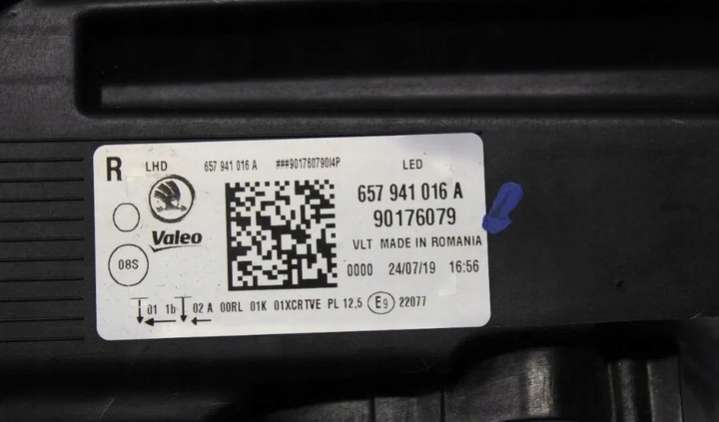 R LHD 657 941 016 A ###90176079014P LED
657 941 016 A
90176079
Valeo
VLT MADE IN ROMANIA
08S
0000 24/07/19 16:56
01 1b 02 A 00RL 01K 01XCRTVE PL 12,5 E9 22077